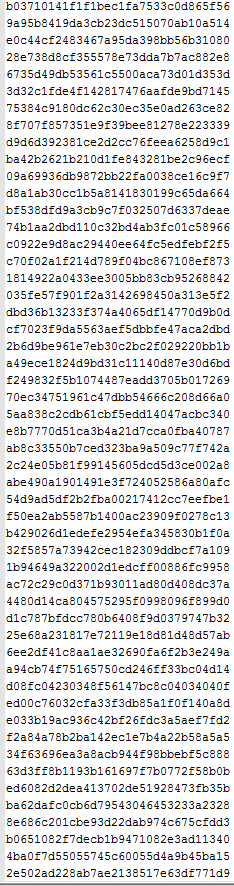 b03710141f1f1bec1fa7533c0d865f56
9a95b8419da3cb23dc515070ab10a514
e0c44cf2483467a95da398bb56b31080
28e738d8cf355578e73dda7b7ac882e8
6735d49db53561c5500aca73d01d353d
3d32c1fde4f142817476aafde9bd7145
75384c9180dc62c30ec35e0ad263ce82
8f707f857351e9f39bee81278e223339
d9d6d392381ce2d2cc76feea6258d9c1
ba42b2621b210d1fe843281be2c96ecf
09a69936db9872bb22fa0038ce16c9f7
d8a1ab30cc1b5a8141830199c65da664
bf538dfd9a3cb9c7f032507d6337deae
74b1aa2dbd110c32bd4ab3fc01c58966
c0922e9d8ac29440ee64fc5edfebf2f5
c70f02a1f214d789f04bc867108ef873
1814922a0433ee3005bb83cb95268842
035fe57f901f2a3142698450a313e5f2
dbd36b13233f374a4065df14770d9b0d
cf7023f9da5563aef5dbbfe47aca2dbd
2b6d9be961e7eb30c2bc2f029220bb1b
a49ece1824d9bd31c11140d87e30d6bd
f249832f5b1074487eadd3705b017269
70ec34751961c47dbb54666c208d66a0
5aa838c2cdb61cbf5edd14047acbc340
e8b7770d51ca3b4a21d7cca0fba40787
ab8c33550b7ced323ba9a509c77f742a
2c24e05b81f99145605dcd5d3ce002a8
abe490a1901491e3f724052586a80afc
54d9ad5df2b2fba00217412cc7eefbe1
f50ea2ab5587b1400ac23909f0278c13
b429026d1edefe2954efa345830b1f0a
32f5857a73942cec182309ddbcf7a109
1b94649a322002d1edcff00886fc9958
ac72c29c0d371b93011ad80d408dc37a
4480d14ca804575295f0998096f899d0
d1c787bfdcc780b6408f9d0379747b32
25e68a231817e72119e18d81d48d57ab
6ee2df41c8aa1ae32690fa6f2b3e249a
a94cb74f75165750cd246ff33bc04d14
d08fc04230348f56147bc8c04034040f
ed00c76032cfa33f3db85a1f0f140a8d
e033b19ac936c42bf26fdc3a5aef7fd2
f2a84a78b2ba142ec1e7b4a22b58a5a5
34f63696ea3a8acb944f98bbebf5c888
63d3ff8b1193b161697f7b0772f58b0b
ed6082d2dea413702de51928473fb35b
ba62dafc0cb6d79543046453233a2328
8e686c201cbe93d22dab974c675cfdd3
b0651082f7decb1b9471082e3ad11340
4ba0f7d55055745c60055d4a9b45ba15
2e502ad228ab7ae2138517e63df771d9